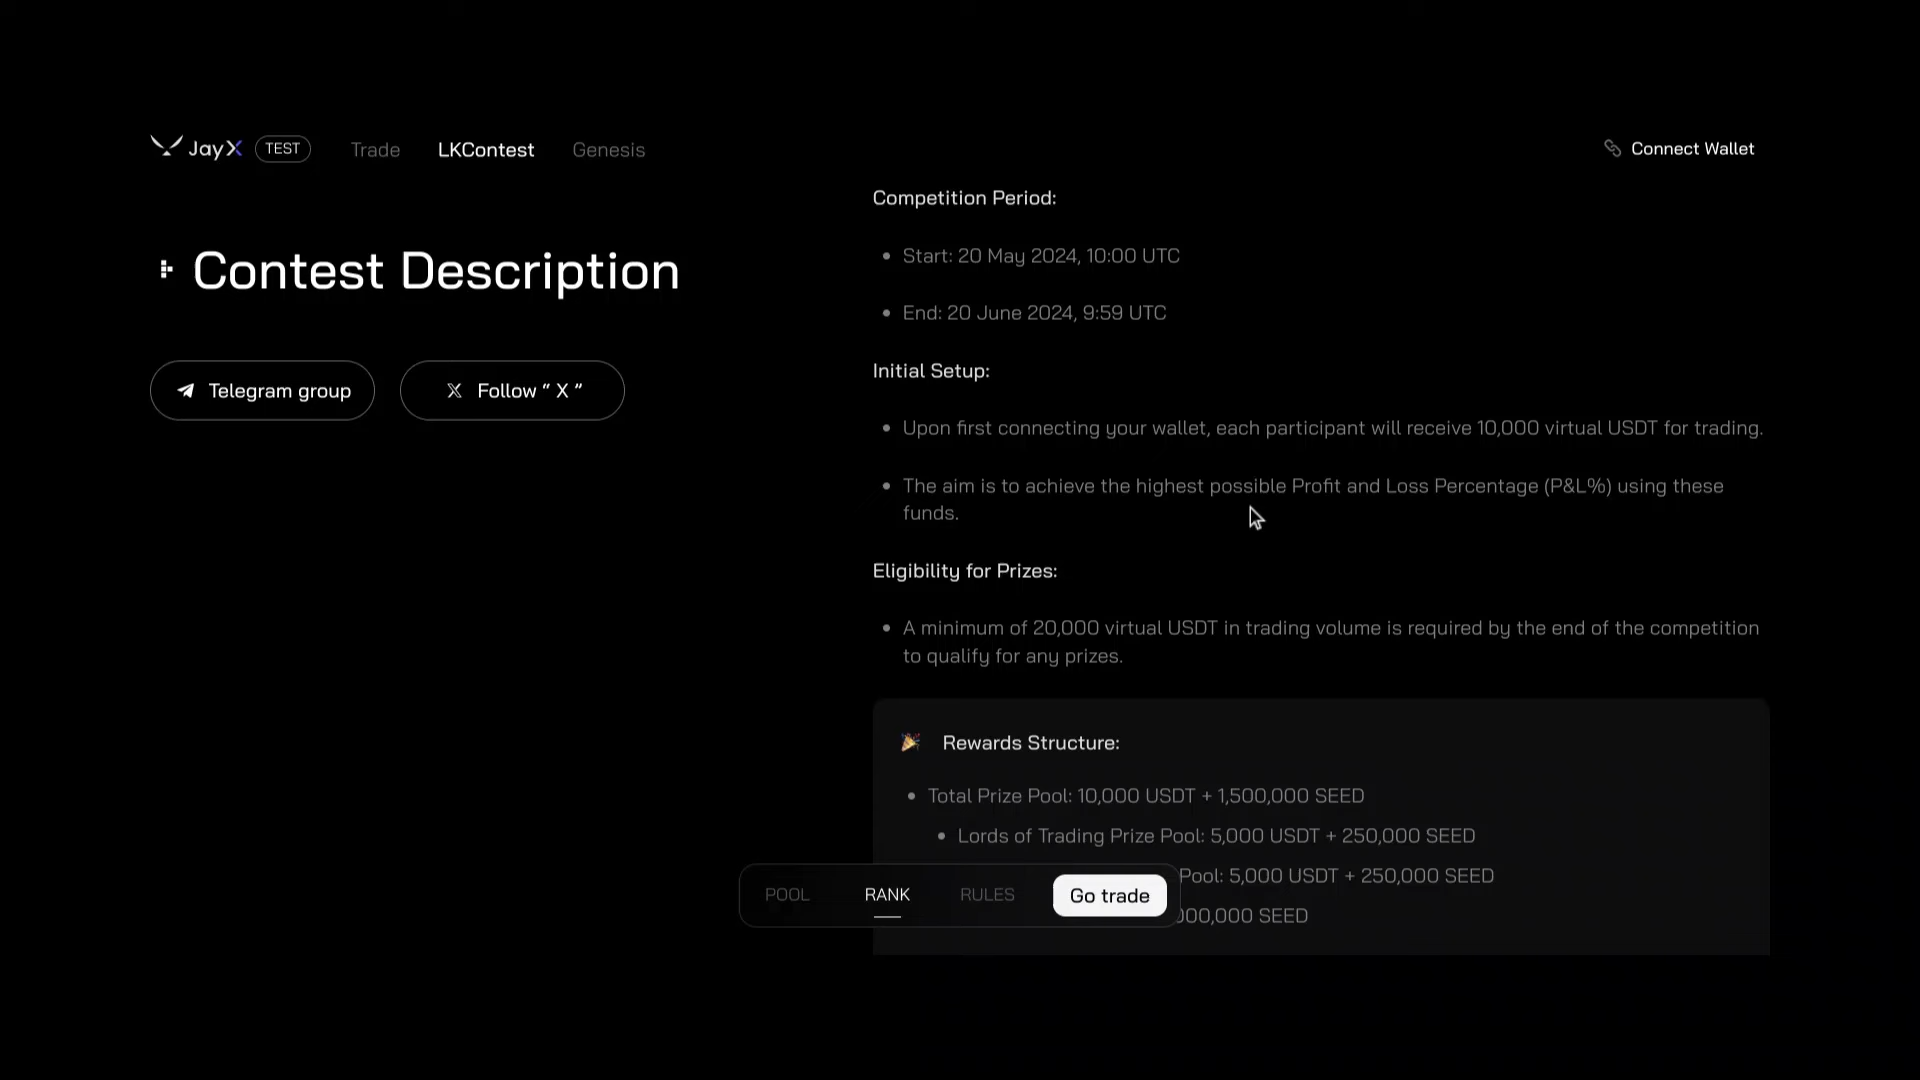 JayX TEST Trade LKContest Genesis Connect Wallet
Contest Description
Telegram group Follow “ X ”
Competition Period:
Start: 20 May 2024, 10:00 UTC
End: 20 June 2024, 9:59 UTC
Initial Setup:
Upon first connecting your wallet, each participant will receive 10,000 virtual USDT for trading.
The aim is to achieve the highest possible Profit and Loss Percentage (P&L%) using these
funds.
Eligibility for Prizes:
A minimum of 20,000 virtual USDT in trading volume is required by the end of the competition
to qualify for any prizes.
🎉 Rewards Structure:
Total Prize Pool: 10,000 USDT + 1,500,000 SEED
Lords of Trading Prize Pool: 5,000 USDT + 250,000 SEED
Pool: 5,000 USDT + 250,000 SEED
000,000 SEED
POOL RANK RULES Go trade